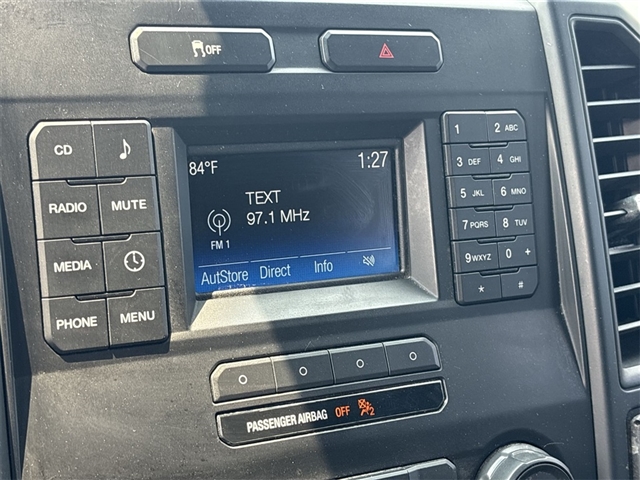 OFF
CD
RADIO MUTE
MEDIA
PHONE MENU
84°F 1:27
TEXT
97.1 MHz
FM 1
AutStore Direct Info
1 2 ABC
3 DEF 4 GHI
5 JKL 6 MNO
7 PQRS 8 TUV
9 WXYZ 0 +
* #
PASSENGER AIRBAG OFF 2